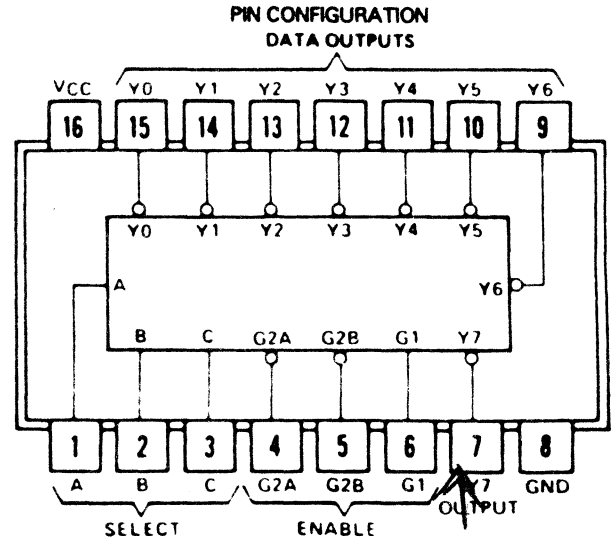 PIN CONFIGURATION
DATA OUTPUTS
VCC Y0 Y1 Y2 Y3 Y4 Y5 Y6
16 15 14 13 12 11 10 9
Y0 Y1 Y2 Y3 Y4 Y5
A Y6
B C G2A G2B G1 Y7
1 2 3 4 5 6 7 8
A B C G2A G2B G1 Y7 GND
OUTPUT
SELECT ENABLE